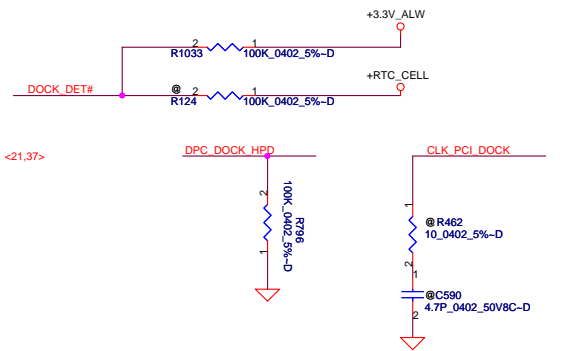 +3.3V_ALW
2 1
R1033 100K_0402_5%~D
+RTC_CELL
DOCK_DET#
@ 2 1
R124 100K_0402_5%~D
<21,37>
DPC_DOCK_HPD
2
R796
100K_0402_5%~D
1
CLK_PCI_DOCK
1
@R462
10_0402_5%~D
2
1
@C590
4.7P_0402_50V8C~D
2